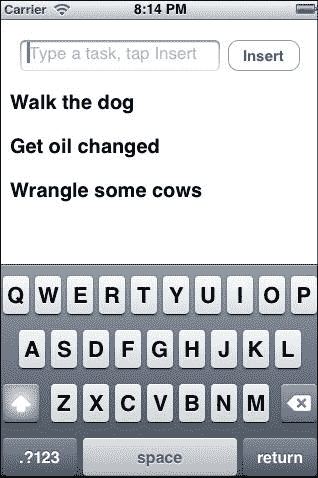 Carrier 8:14 PM
Type a task, tap Insert Insert
Walk the dog
Get oil changed
Wrangle some cows
Q W E R T Y U I O P
A S D F G H J K L
Z X C V B N M
.?123 space return